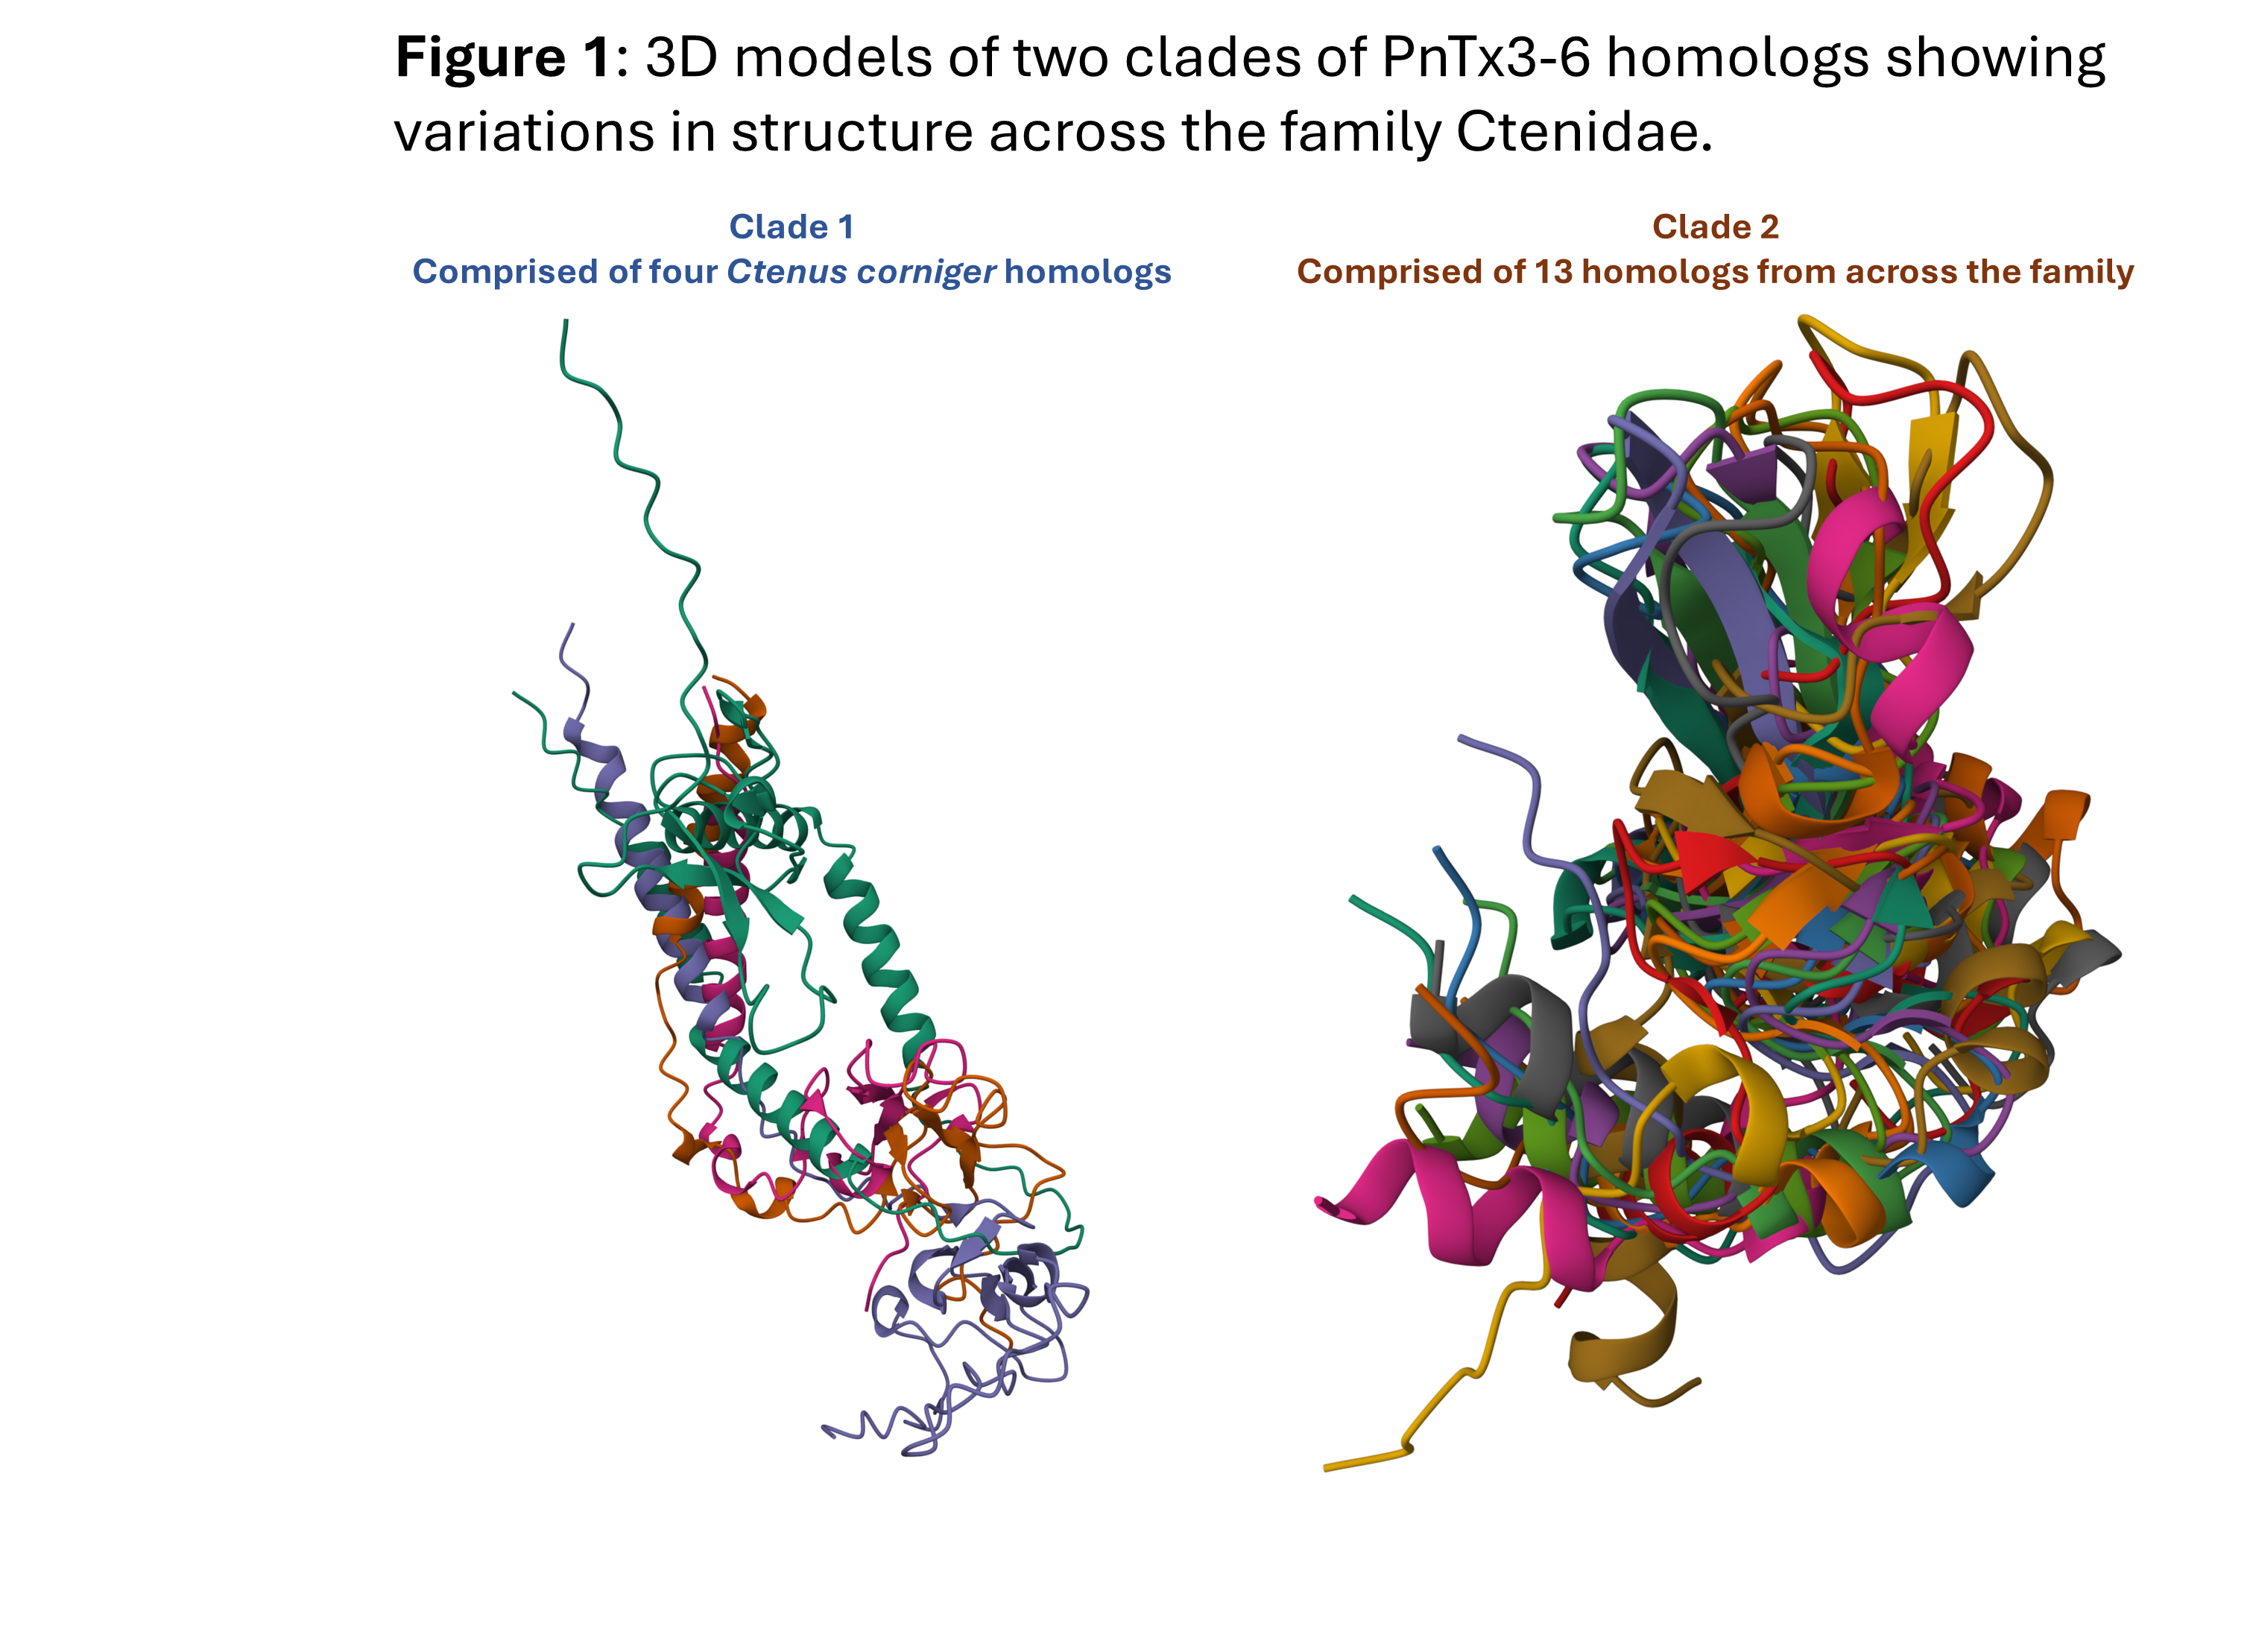 Figure 1: 3D models of two clades of PnTx3-6 homologs showing
variations in structure across the family Ctenidae.
Clade 1
Comprised of four Ctenus corniger homologs
Clade 2
Comprised of 13 homologs from across the family